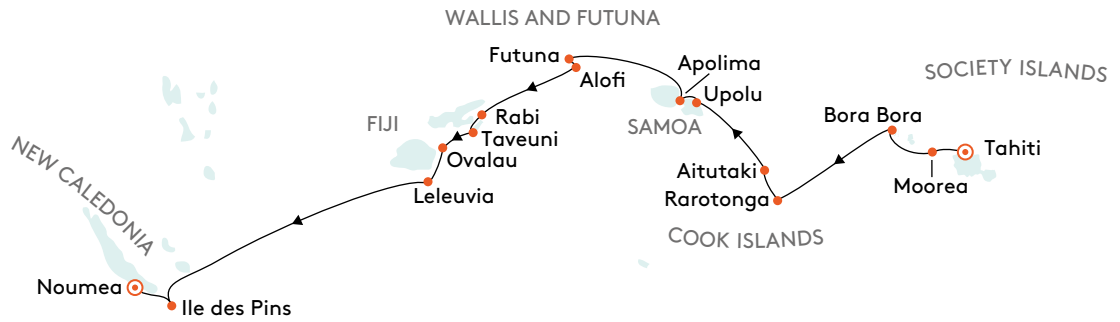 WALLIS AND FUTUNA
Futuna
Alofi
Apolima
Upolu
SAMOA
SOCIETY ISLANDS
Bora Bora
Tahiti
Moorea
FIJI
Rabi
Taveuni
Ovalau
Leleuvia
Aitutaki
Rarotonga
COOK ISLANDS
NEW CALEDONIA
Noumea
Ile des Pins